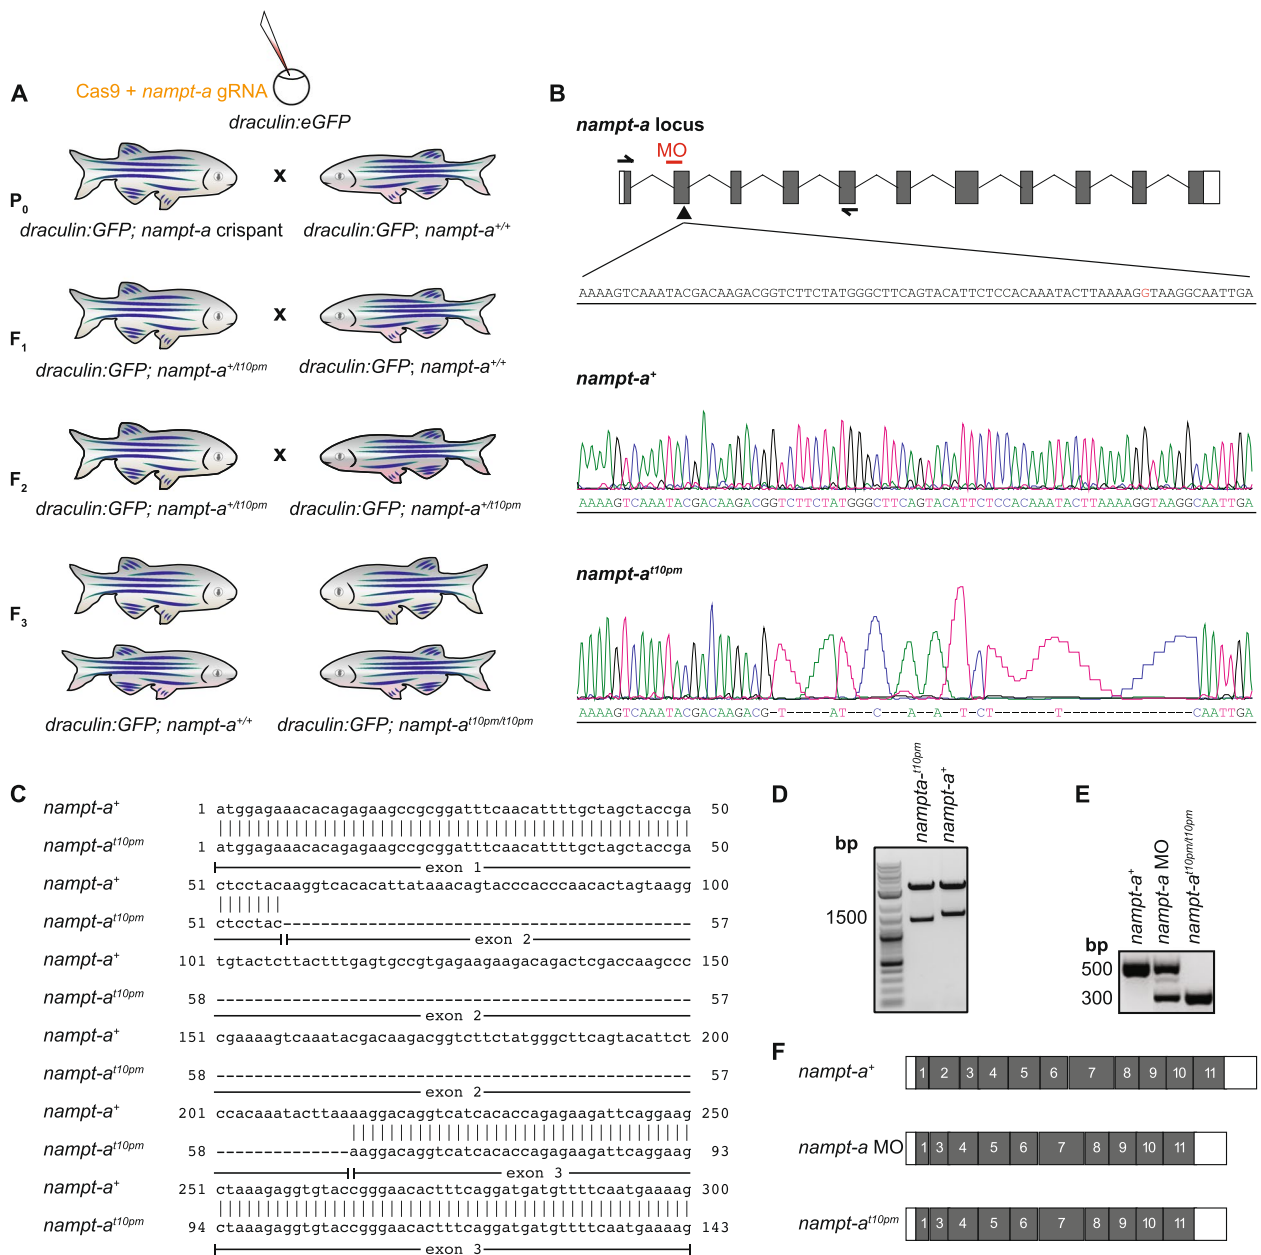 A
Cas9 + nampt-a gRNA
draculin:eGFP
P0
x
draculin:GFP; nampt-a crispant
draculin:GFP; nampt-a+/+
F1
x
draculin:GFP; nampt-a+/t10pm
draculin:GFP; nampt-a+/+
F2
x
draculin:GFP; nampt-a+/t10pm
draculin:GFP; nampt-a+/t10pm
F3
draculin:GFP; nampt-a+/+
draculin:GFP; nampt-at10pm/t10pm
B
nampt-a locus
MO
AAAAGTCAAATACGACAAGACGGTCTTCTATGGGCTTCAGTACATTCTCCACAAATACTTAAAAGGTAAGGCAATTGA
nampt-a+
AAAAGTCAAATACGACAAGACGGTCTTCTATGGGCTTCAGTACATTCTCCACAAATACTTAAAAGGTAAGGCAATTGA
nampt-at10pm
AAAAGTCAAATACGACAAGACG-T-----AT---C---A--A--T-CT-------T---------------CAATTGA
C
nampt-a+ 1 atggagaaacacagagaagccgcggatttcaacattttgctagctaccga 50
nampt-at10pm 1 atggagaaacacagagaagccgcggatttcaacattttgctagctaccga 50
exon 1
nampt-a+ 51 ctcctacaaggtcacacattataaacagtacccacccaacactagtaagg 100
nampt-at10pm 51 ctcctac------------------------------------------- 57
exon 2
nampt-a+ 101 tgtactcttactttgagtgccgtgagaagaagacagactcgaccaagccc 150
nampt-at10pm 58 -------------------------------------------------- 57
exon 2
nampt-a+ 151 cgaaaagtcaaatacgacaagacggtcttctatgggcttcagtacattct 200
nampt-at10pm 58 -------------------------------------------------- 57
exon 2
nampt-a+ 201 ccacaaatacttaaaaggacaggtcatcacaccagagaagattcaggaag 250
nampt-at10pm 58 --------------aaggacaggtcatcacaccagagaagattcaggaag 93
exon 3
nampt-a+ 251 ctaaagaggtgtaccgggaacactttcaggatgatgttttcaatgaaaag 300
nampt-at10pm 94 ctaaagaggtgtaccgggaacactttcaggatgatgttttcaatgaaaag 143
exon 3
D
bp
nampta-t10pm
nampt-a+
1500
E
bp
nampt-a+
nampt-a MO
nampt-at10pm/t10pm
500
300
F
nampt-a+ 1 2 3 4 5 6 7 8 9 10 11
nampt-a MO 1 3 4 5 6 7 8 9 10 11
nampt-at10pm 1 3 4 5 6 7 8 9 10 11